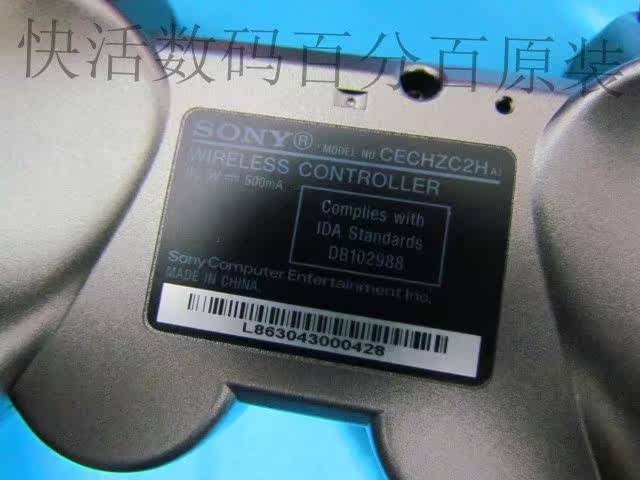 快活数码百分百原装
SONY®
MODEL NO. CECHZC2H A1
WIRELESS CONTROLLER
500mA
Complies with
IDA Standards
DB102988
Sony Computer Entertainment Inc.
MADE IN CHINA.
L863043000428